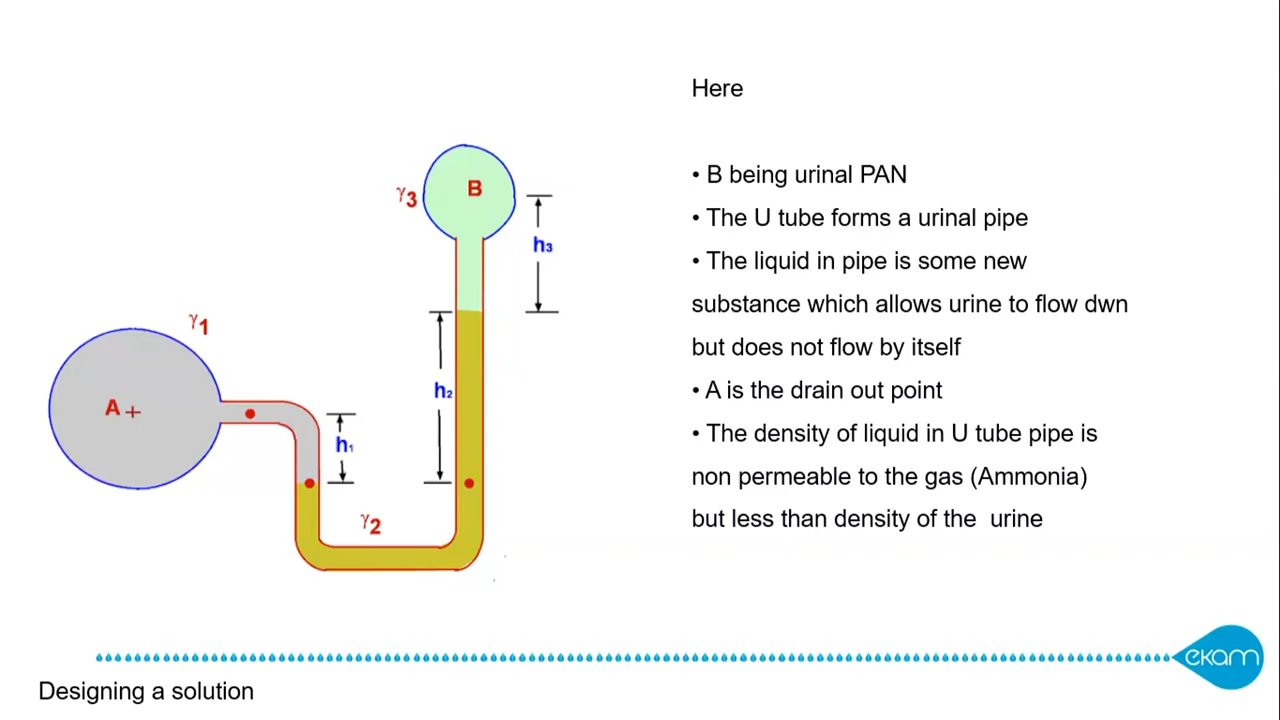 Here
• B being urinal PAN
• The U tube forms a urinal pipe
• The liquid in pipe is some new
substance which allows urine to flow dwn
but does not flow by itself
• A is the drain out point
• The density of liquid in U tube pipe is
non permeable to the gas (Ammonia)
but less than density of the urine
B
γ3
h3
γ1
h2
A+
h1
γ2
ekam
Designing a solution